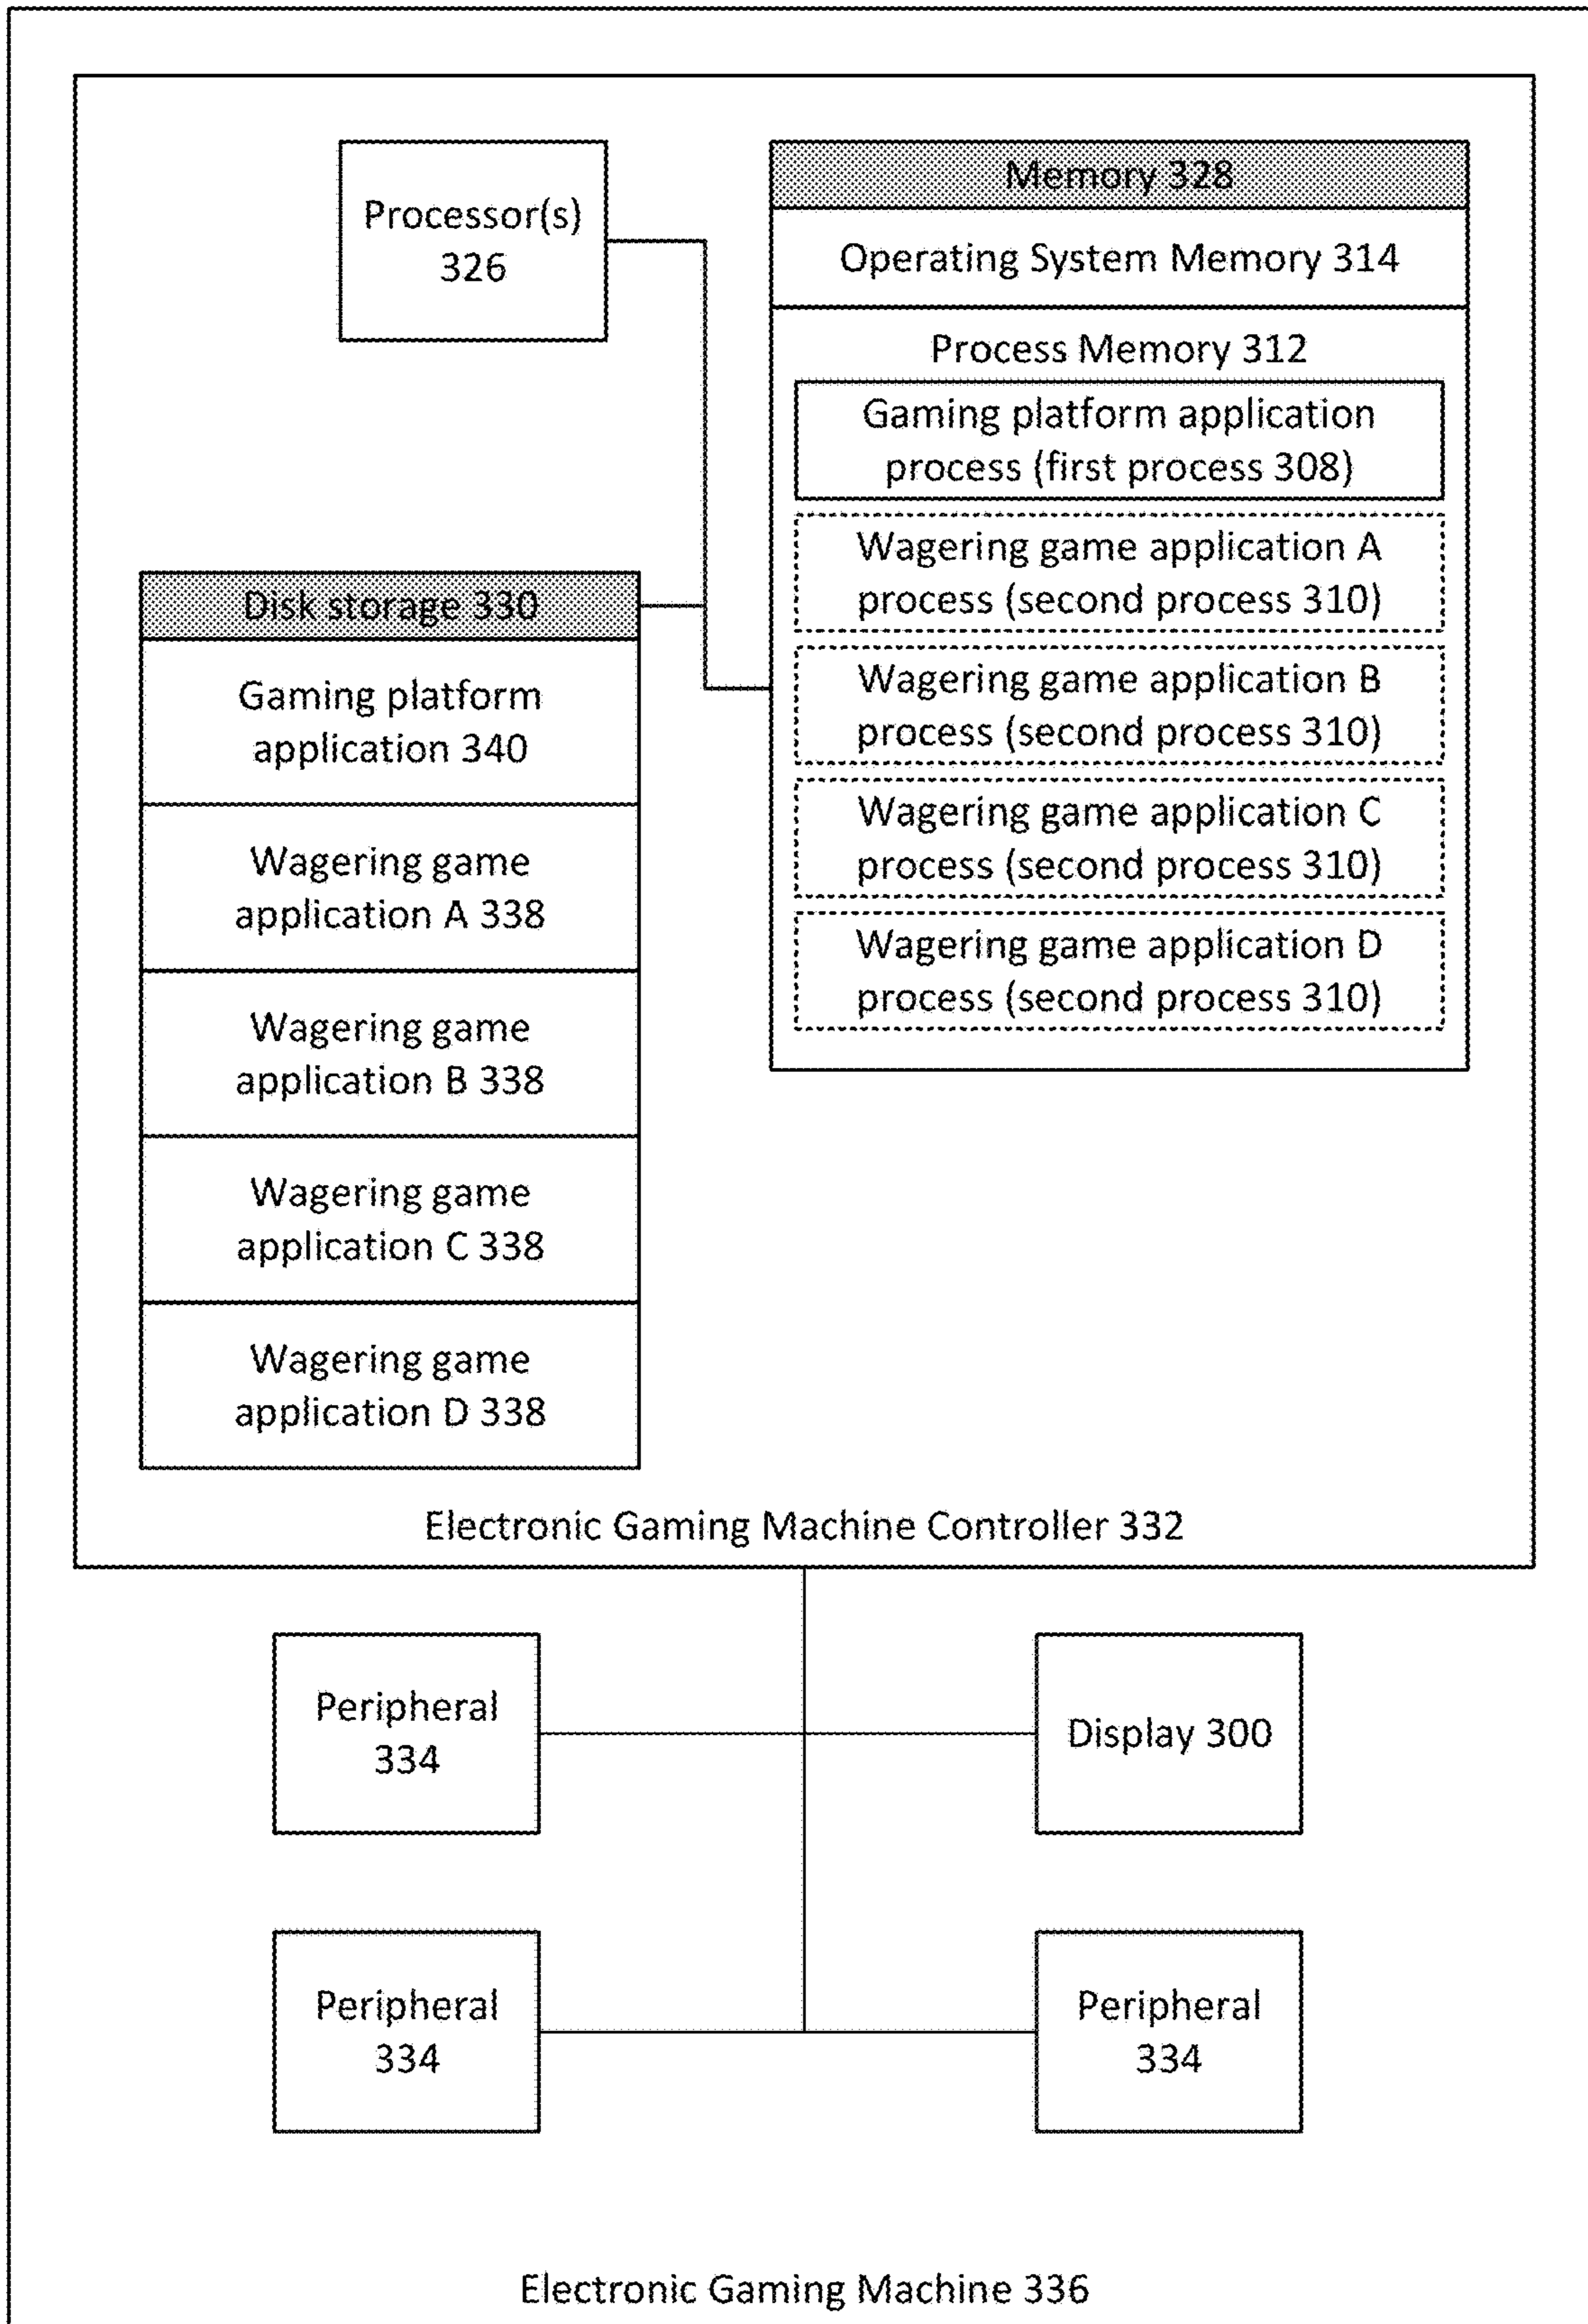 Processor(s)
326
Memory 328
Operating System Memory 314
Process Memory 312
Gaming platform application
process (first process 308)
Wagering game application A
process (second process 310)
Wagering game application B
process (second process 310)
Wagering game application C
process (second process 310)
Wagering game application D
process (second process 310)
Disk storage 330
Gaming platform
application 340
Wagering game
application A 338
Wagering game
application B 338
Wagering game
application C 338
Wagering game
application D 338
Electronic Gaming Machine Controller 332
Peripheral
334
Display 300
Peripheral
334
Peripheral
334
Electronic Gaming Machine 336